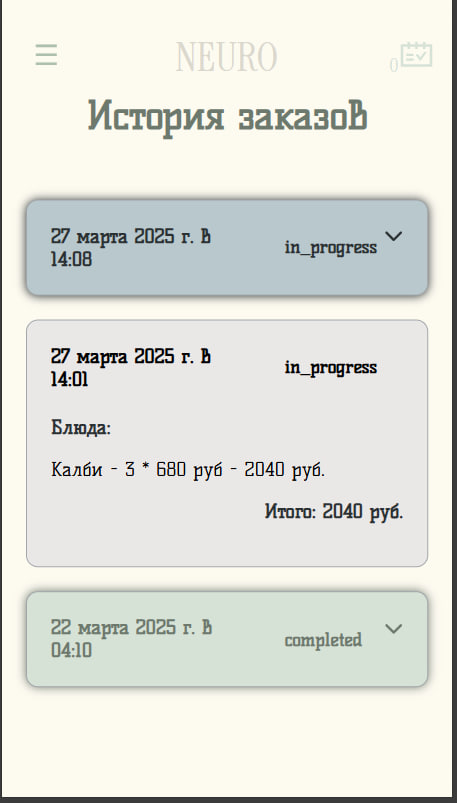 NEURO
0
История заказов
27 марта 2025 г. в
14:08
in_progress
27 марта 2025 г. в
14:01
in_progress
Блюда:
Калби - 3 * 680 руб - 2040 руб.
Итого: 2040 руб.
22 марта 2025 г. в
04:10
completed